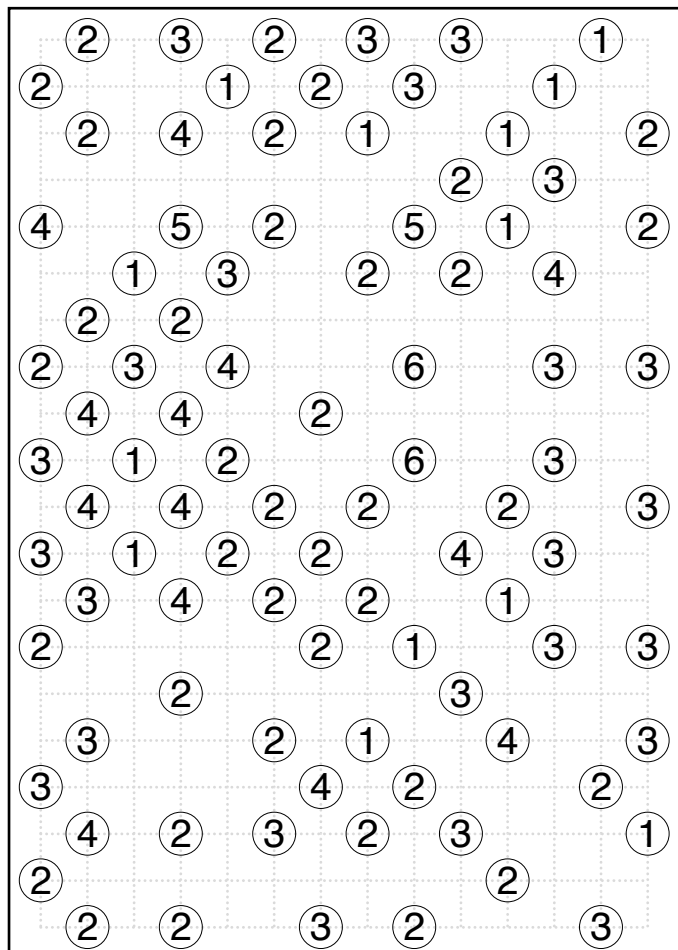 2 3 2 3 3 1
2 1 2 3 1
2 4 2 1 1 2
2 3
4 5 2 5 1 2
1 3 2 2 4
2 2
2 3 4 6 3 3
4 4 2
3 1 2 6 3
4 4 2 2 2 3
3 1 2 2 4 3
3 4 2 2 1
2 2 1 3 3
2 3
3 2 1 4 3
3 4 2 2
4 2 3 2 3 1
2 2
2 2 3 2 3